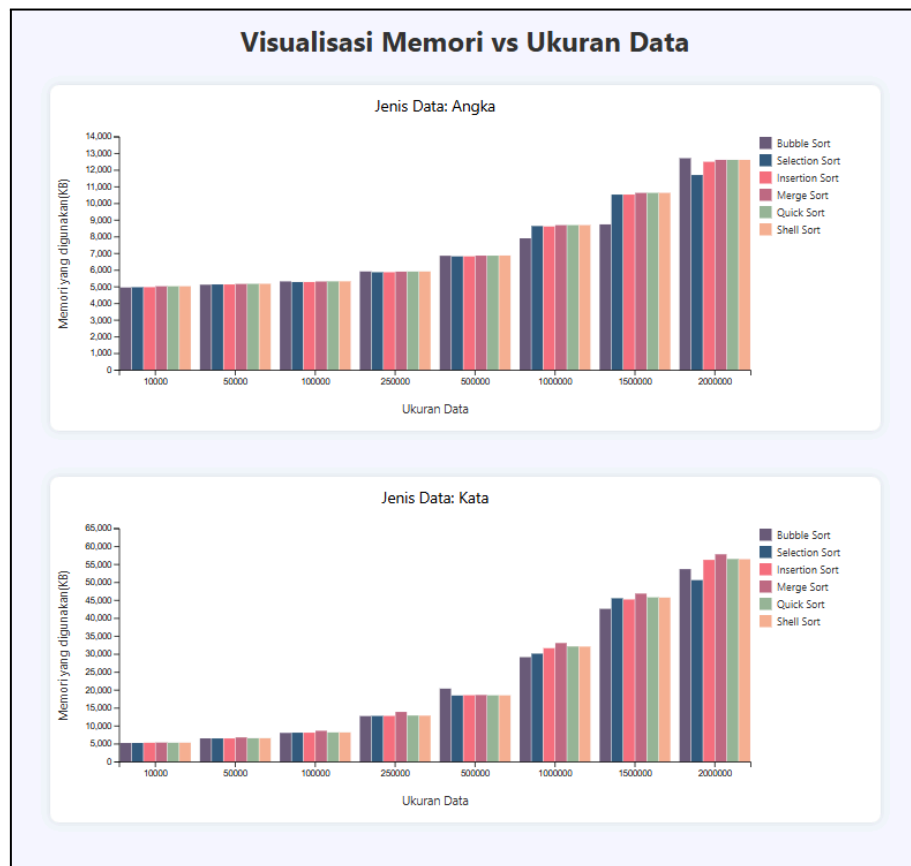 Visualisasi Memori vs Ukuran Data
Jenis Data: Angka
Memori yang digunakan(KB)
14,000
13,000
12,000
11,000
10,000
9,000
8,000
7,000
6,000
5,000
4,000
3,000
2,000
1,000
0
10000 50000 100000 250000 500000 1000000 1500000 2000000
Ukuran Data
Bubble Sort
Selection Sort
Insertion Sort
Merge Sort
Quick Sort
Shell Sort
Jenis Data: Kata
Memori yang digunakan(KB)
65,000
60,000
55,000
50,000
45,000
40,000
35,000
30,000
25,000
20,000
15,000
10,000
5,000
0
10000 50000 100000 250000 500000 1000000 1500000 2000000
Ukuran Data
Bubble Sort
Selection Sort
Insertion Sort
Merge Sort
Quick Sort
Shell Sort